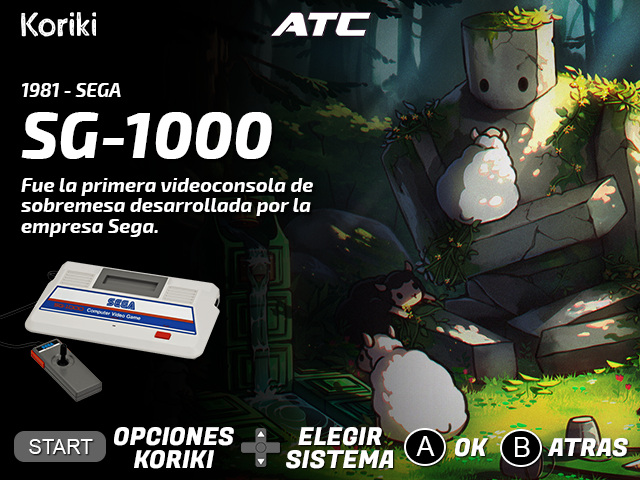 Koriki
ATC
1981 - SEGA
SG-1000
Fue la primera videoconsola de
sobremesa desarrollada por la
empresa Sega.
SEGA
Computer Video Game
START
OPCIONES
KORIKI
ELEGIR
SISTEMA
A OK
B ATRAS